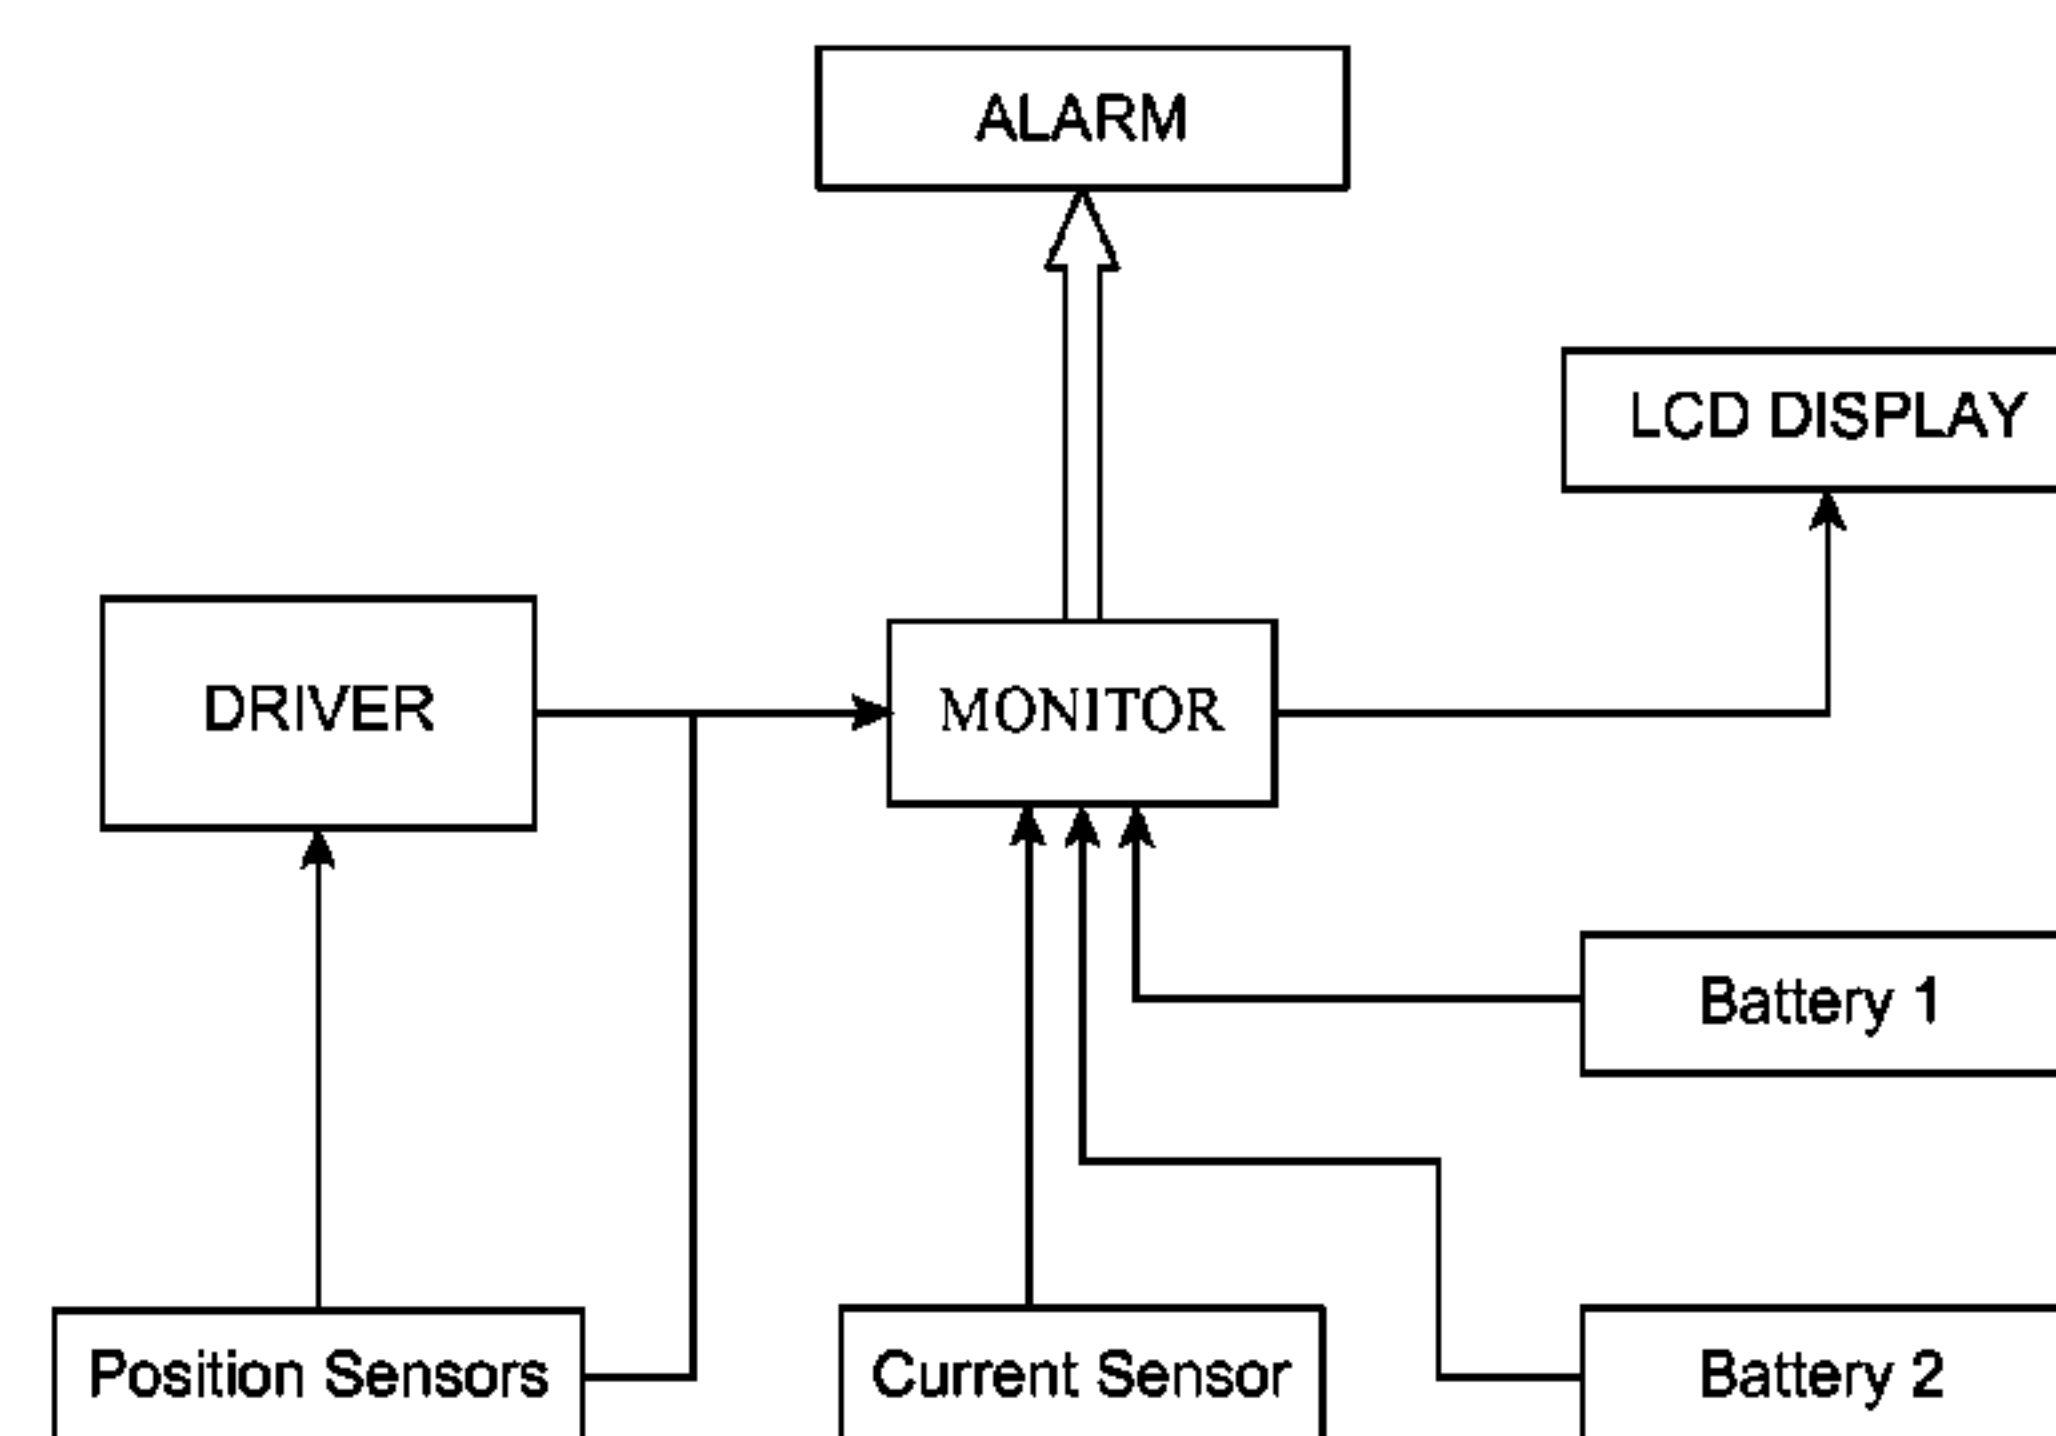 ALARM
LCD DISPLAY
DRIVER
MONITOR
Battery 1
Position Sensors
Current Sensor
Battery 2